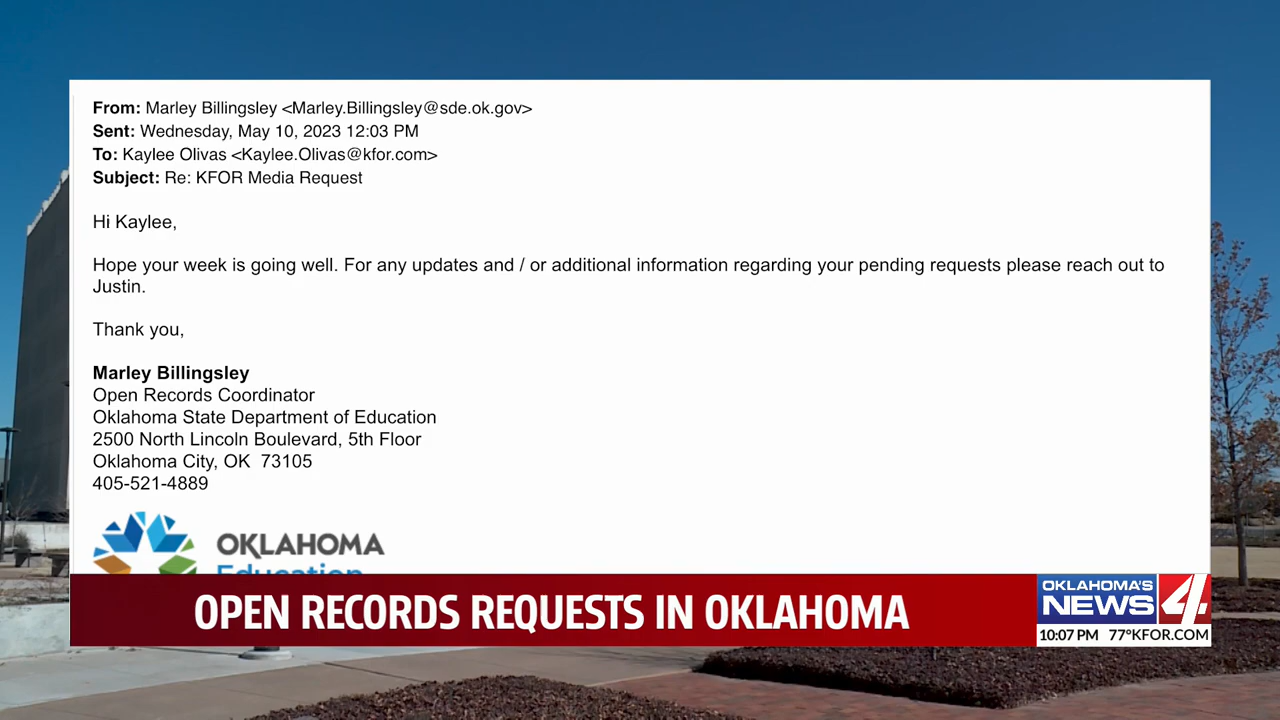 From: Marley Billingsley <Marley.Billingsley@sde.ok.gov>
Sent: Wednesday, May 10, 2023 12:03 PM
To: Kaylee Olivas <Kaylee.Olivas@kfor.com>
Subject: Re: KFOR Media Request
Hi Kaylee,
Hope your week is going well. For any updates and / or additional information regarding your pending requests please reach out to
Justin.
Thank you,
Marley Billingsley
Open Records Coordinator
Oklahoma State Department of Education
2500 North Lincoln Boulevard, 5th Floor
Oklahoma City, OK  73105
405-521-4889
OKLAHOMA
Education
OPEN RECORDS REQUESTS IN OKLAHOMA
OKLAHOMA'S
NEWS 4
10:07 PM 77° KFOR.COM